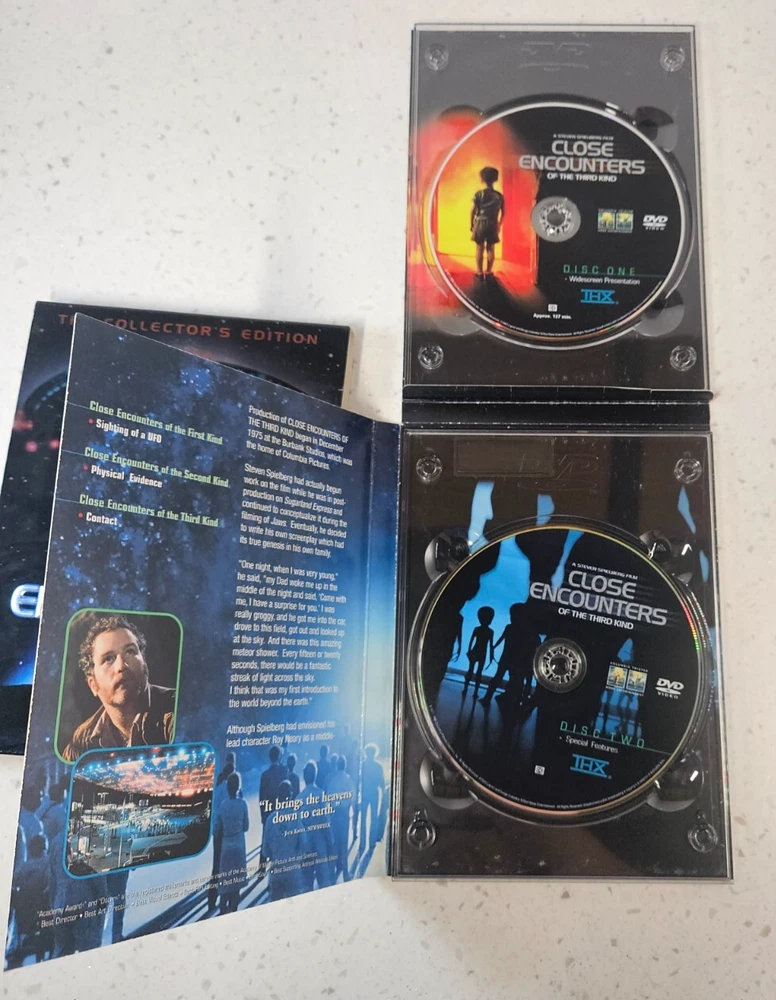 THE COLLECTOR'S EDITION
Close Encounters of the First Kind
• Sighting of a UFO
Close Encounters of the Second Kind
• Physical Evidence
Close Encounters of the Third Kind
• Contact
Production of CLOSE ENCOUNTERS OF
THE THIRD KIND began in December
1975 at the Burbank Studios, which was
the home of Columbia Pictures.
Steven Spielberg had actually begun
work on the film while he was in post-
production on Sugarland Express and
continued to conceptualize it during the
filming of Jaws. Eventually, he decided
to write his own screenplay which had
its true genesis in his own family.
"One night, when I was very young,"
he said, "my Dad woke me up in the
middle of the night and said, 'Come with
me, I have a surprise for you.' I was
really groggy, and he got me into the car,
drove to this field, got out and looked up
at the sky. And there was this amazing
meteor shower. Every fifteen or twenty
seconds, there would be a fantastic
streak of light across the sky.
I think that was my first introduction to
the world beyond the earth."
Although Spielberg had envisioned his
lead character Roy Neary as a middle-
"It brings the heavens
down to earth."
- Jack Kroll, NEWSWEEK
A STEVEN SPIELBERG FILM
CLOSE
ENCOUNTERS
OF THE THIRD KIND
DVD
VIDEO
DISC ONE
• Widescreen Presentation
THX
Approx. 137 min.
A STEVEN SPIELBERG FILM
CLOSE
ENCOUNTERS
OF THE THIRD KIND
COLUMBIA TRISTAR
DVD
VIDEO
DISC TWO
• Special Features
THX